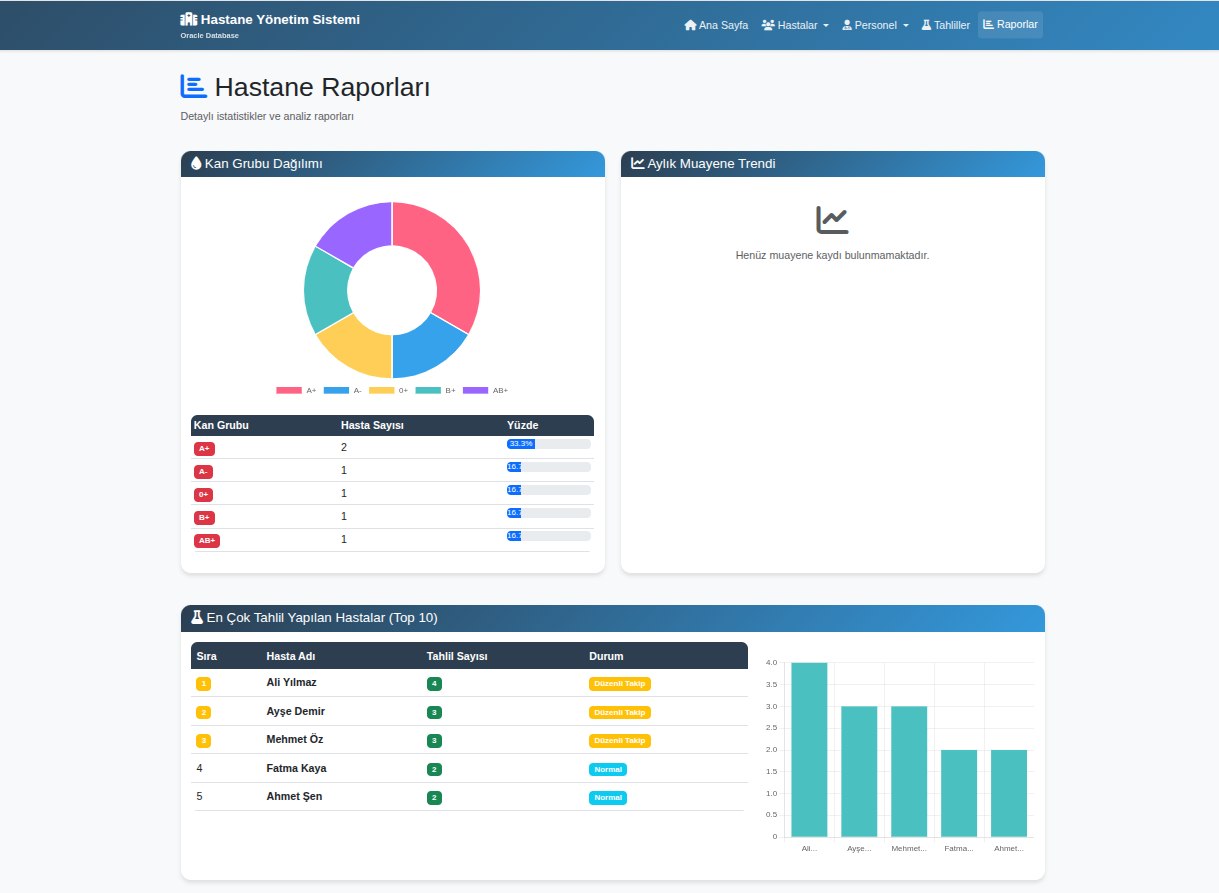 Hastane Yönetim Sistemi
Oracle Database
Ana Sayfa Hastalar Personel Tahliller Raporlar
Hastane Raporları
Detaylı istatistikler ve analiz raporları
Kan Grubu Dağılımı
A+ A- 0+ B+ AB+
Kan Grubu Hasta Sayısı Yüzde
A+ 2 33.3%
A- 1 16.7
0+ 1 16.7
B+ 1 16.7
AB+ 1 16.7
Aylık Muayene Trendi
Henüz muayene kaydı bulunmamaktadır.
En Çok Tahlil Yapılan Hastalar (Top 10)
Sıra Hasta Adı Tahlil Sayısı Durum
1 Ali Yılmaz 4 Düzenli Takip
2 Ayşe Demir 3 Düzenli Takip
3 Mehmet Öz 3 Düzenli Takip
4 Fatma Kaya 2 Normal
5 Ahmet Şen 2 Normal
4.0
3.5
3.0
2.5
2.0
1.5
1.0
0.5
0
Ali... Ayşe... Mehmet... Fatma... Ahmet...